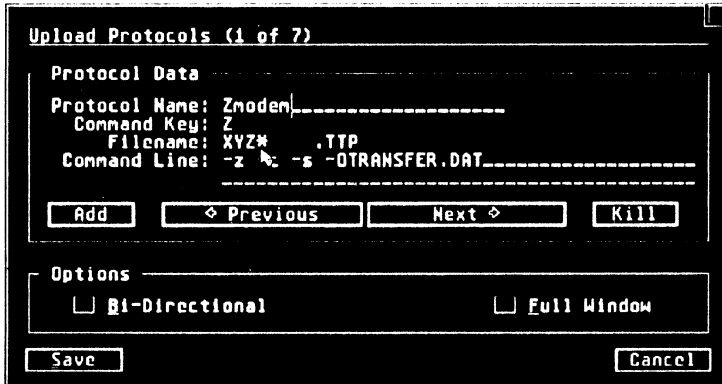 Upload Protocols (1 of 7)
Protocol Data
Protocol Name: Zmodem
Command Key: Z
Filename: XYZ* .TTP
Command Line: -z -s -OTRANSFER.DAT
Add
Previous
Next
Kill
Options
Bi-Directional
Full Window
Save
Cancel